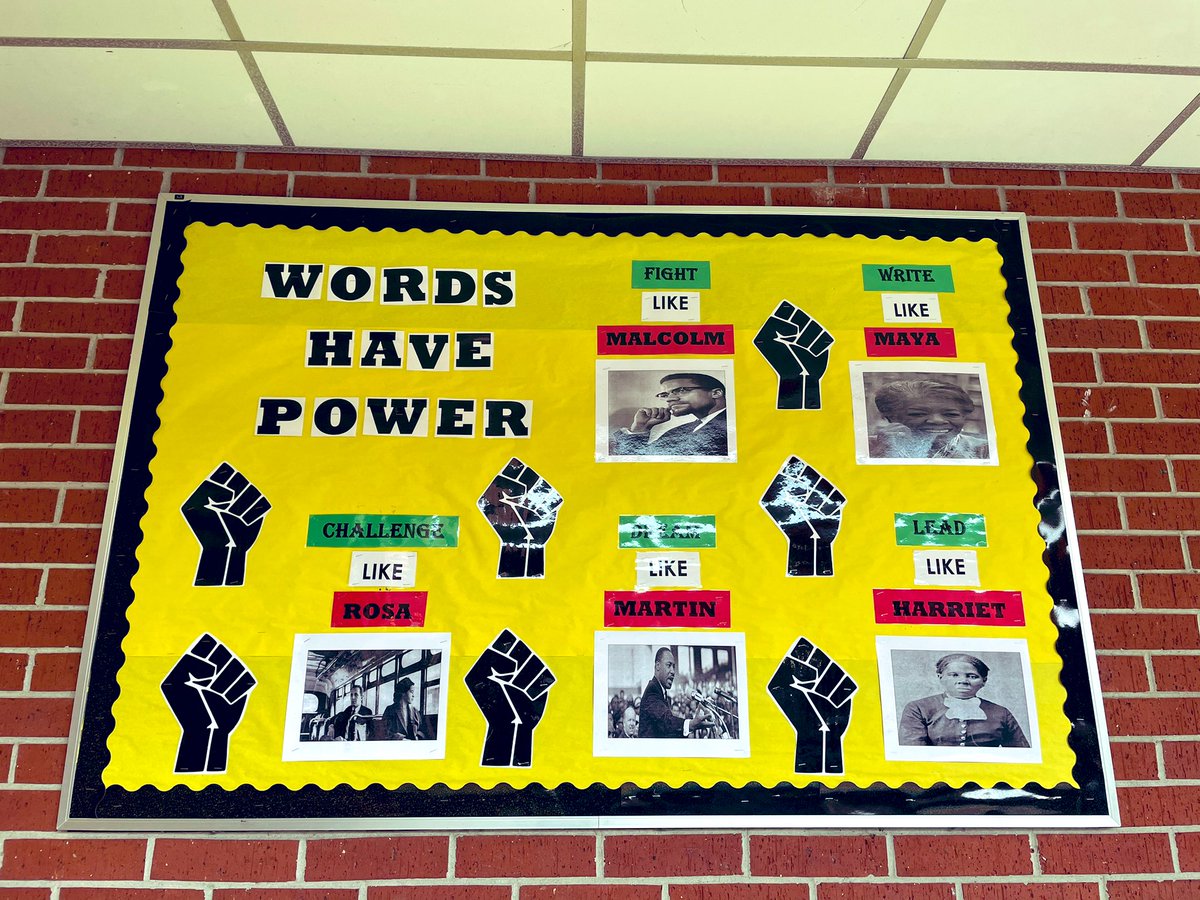 WORDS
HAVE
POWER
FIGHT
LIKE
MALCOLM
WRITE
LIKE
MAYA
CHALLENGE
LIKE
ROSA
DREAM
LIKE
MARTIN
LEAD
LIKE
HARRIET